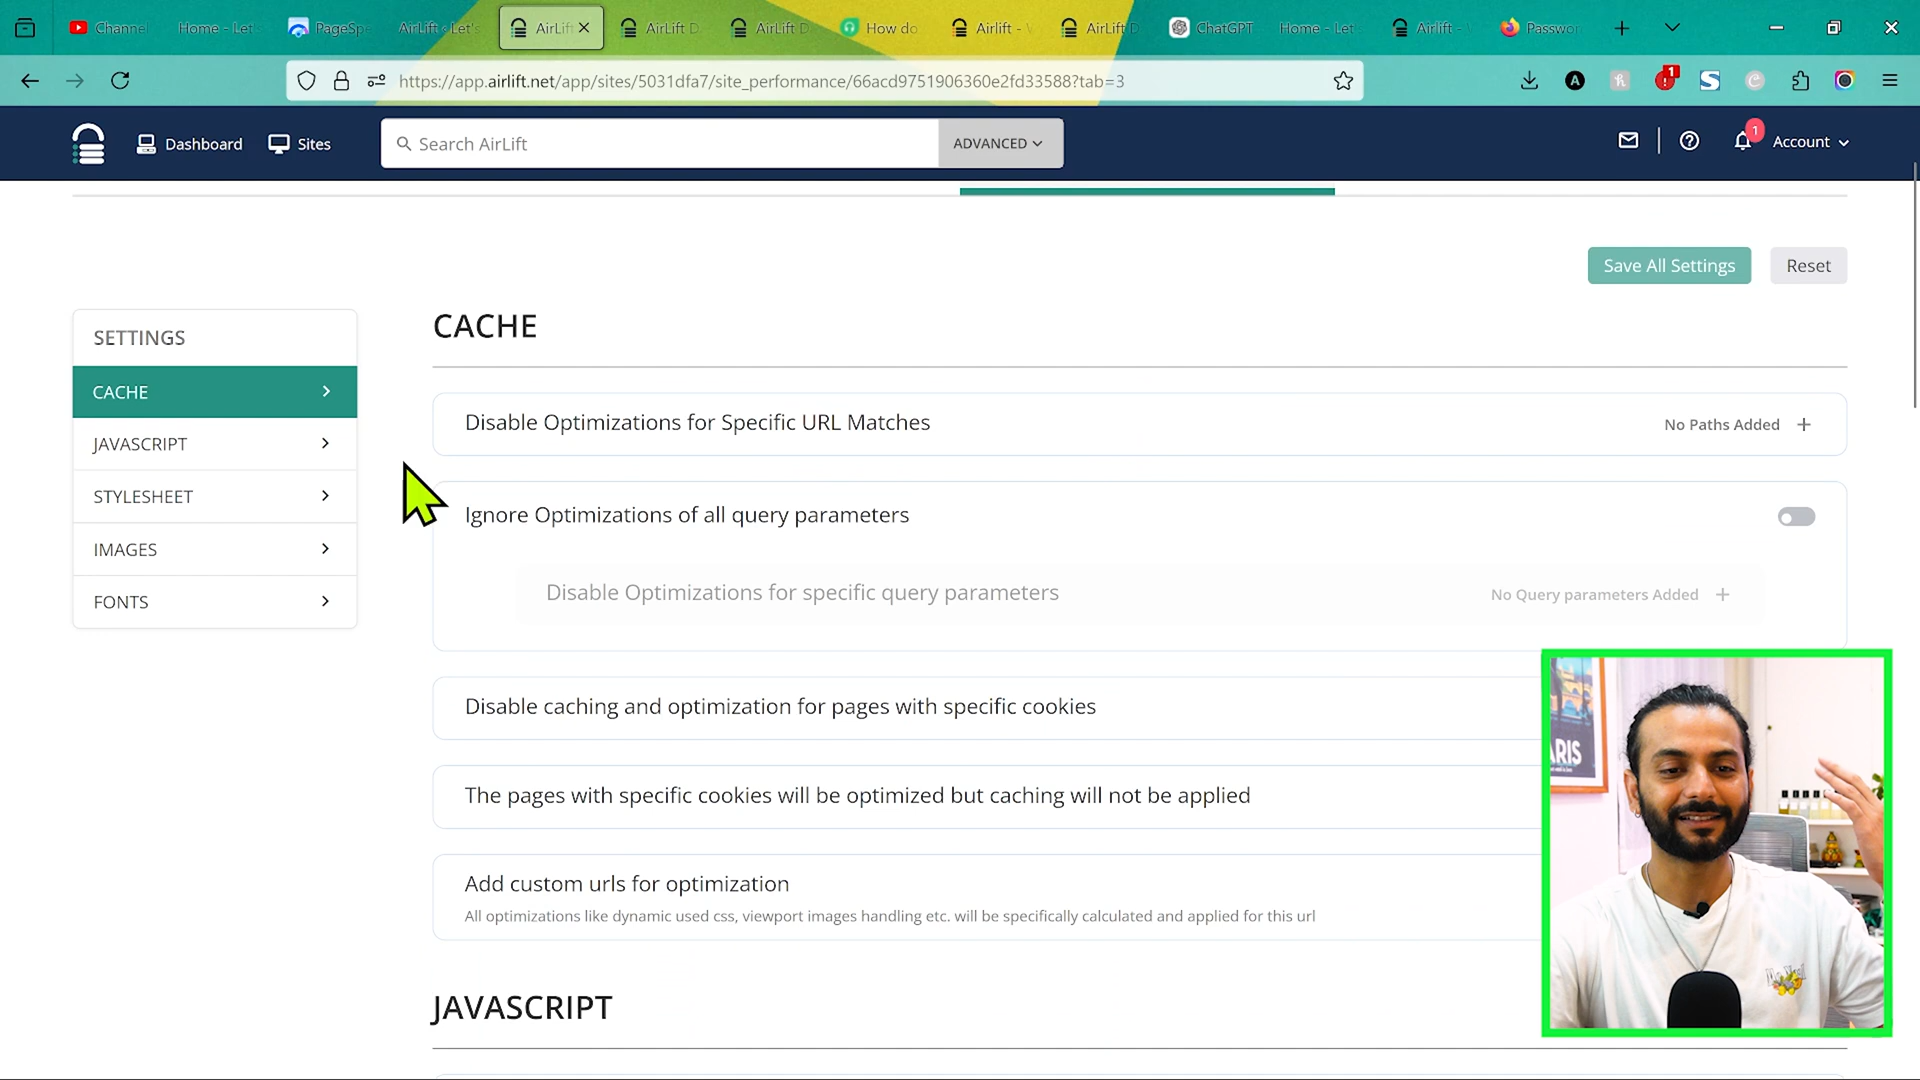 Channe
Home - Let
PageSpe
AirLift ‹ Let's
AirLift
AirLift D
AirLift D
How do
Airlift - W
AirLift D
ChatGPT
Home - Let
Airlift -
Passwor
https://app.airlift.net/app/sites/5031dfa7/site_performance/66acd9751906360e2fd33588?tab=3
A
1
S
Dashboard
Sites
Search AirLift
ADVANCED
1
Account
Save All Settings
Reset
SETTINGS
CACHE
JAVASCRIPT
STYLESHEET
IMAGES
FONTS
CACHE
Disable Optimizations for Specific URL Matches
No Paths Added
Ignore Optimizations of all query parameters
Disable Optimizations for specific query parameters
No Query parameters Added
Disable caching and optimization for pages with specific cookies
The pages with specific cookies will be optimized but caching will not be applied
Add custom urls for optimization
All optimizations like dynamic used css, viewport images handling etc. will be specifically calculated and applied for this url
JAVASCRIPT
ARIS